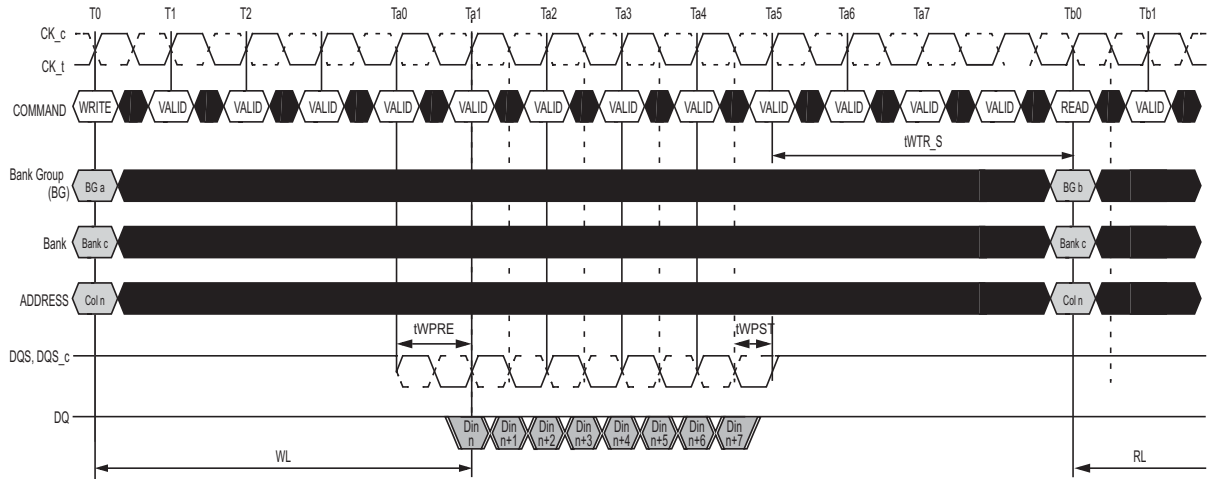 T0 T1 T2 Ta0 Ta1 Ta2 Ta3 Ta4 Ta5 Ta6 Ta7 Tb0 Tb1
CK_c
CK_t
COMMAND WRITE VALID VALID VALID VALID VALID VALID VALID VALID VALID VALID VALID VALID READ VALID
tWTR_S
Bank Group
(BG) BG a BG b
Bank Bank c Bank c
ADDRESS Col n Col n
tWPRE tWPST
DQS, DQS_c
DQ
Din Din Din Din Din Din Din Din
n n+1 n+2 n+3 n+4 n+5 n+6 n+7
WL RL